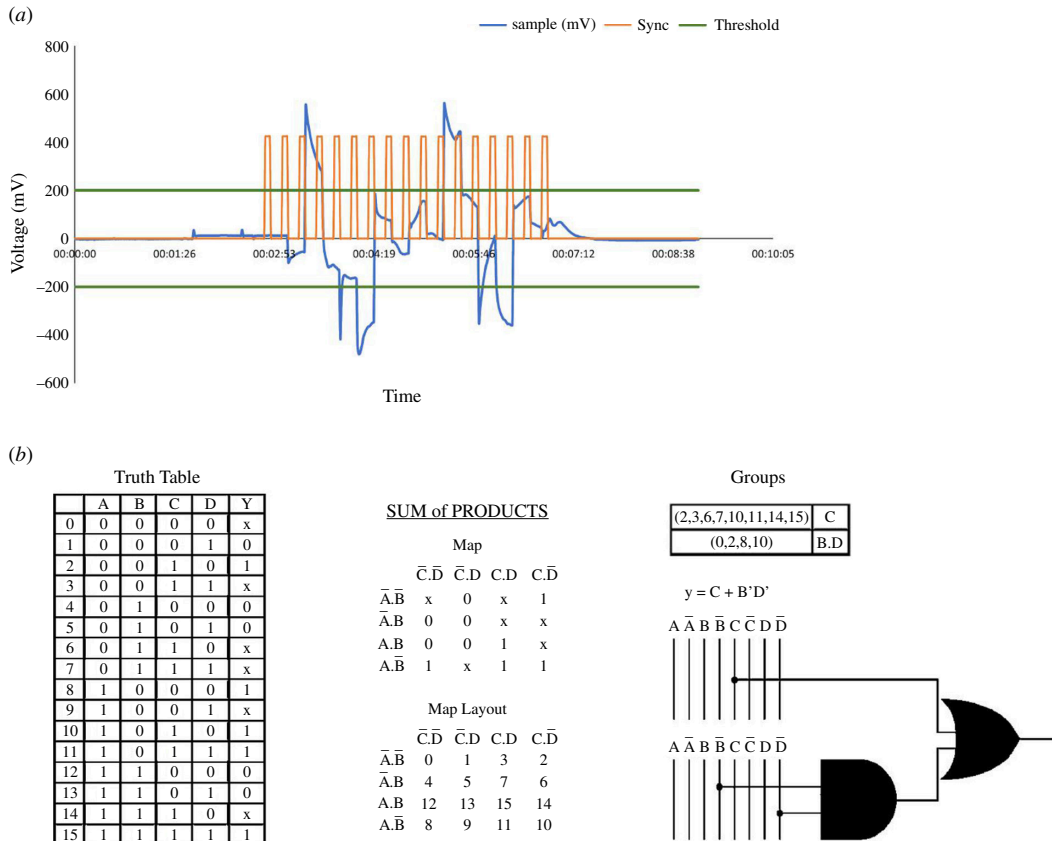 (a)
sample (mV) Sync Threshold
800
600
400
200
0
–200
–400
–600
Voltage (mV)
00:00:00 00:01:26 00:02:53 00:04:19 00:05:46 00:07:12 00:08:38 00:10:05
Time
(b)
Truth Table
A B C D Y
0 0 0 0 0 x
1 0 0 0 1 0
2 0 0 1 0 1
3 0 0 1 1 x
4 0 1 0 0 0
5 0 1 0 1 0
6 0 1 1 0 x
7 0 1 1 1 x
8 1 0 0 0 1
9 1 0 0 1 x
10 1 0 1 0 1
11 1 0 1 1 1
12 1 1 0 0 0
13 1 1 0 1 0
14 1 1 1 0 x
15 1 1 1 1 1
SUM of PRODUCTS
Map
C̅.D̅ C̅.D C.D C.D̅
A̅.B̅ x 0 x 1
A̅.B 0 0 x x
A.B 0 0 1 x
A.B̅ 1 x 1 1
Map Layout
C̅.D̅ C̅.D C.D C.D̅
A̅.B̅ 0 1 3 2
A̅.B 4 5 7 6
A.B 12 13 15 14
A.B̅ 8 9 11 10
Groups
(2,3,6,7,10,11,14,15) C
(0,2,8,10) B.D
y = C + B'D'
A A̅ B B̅ C C̅ D D̅
A A̅ B B̅ C C̅ D D̅